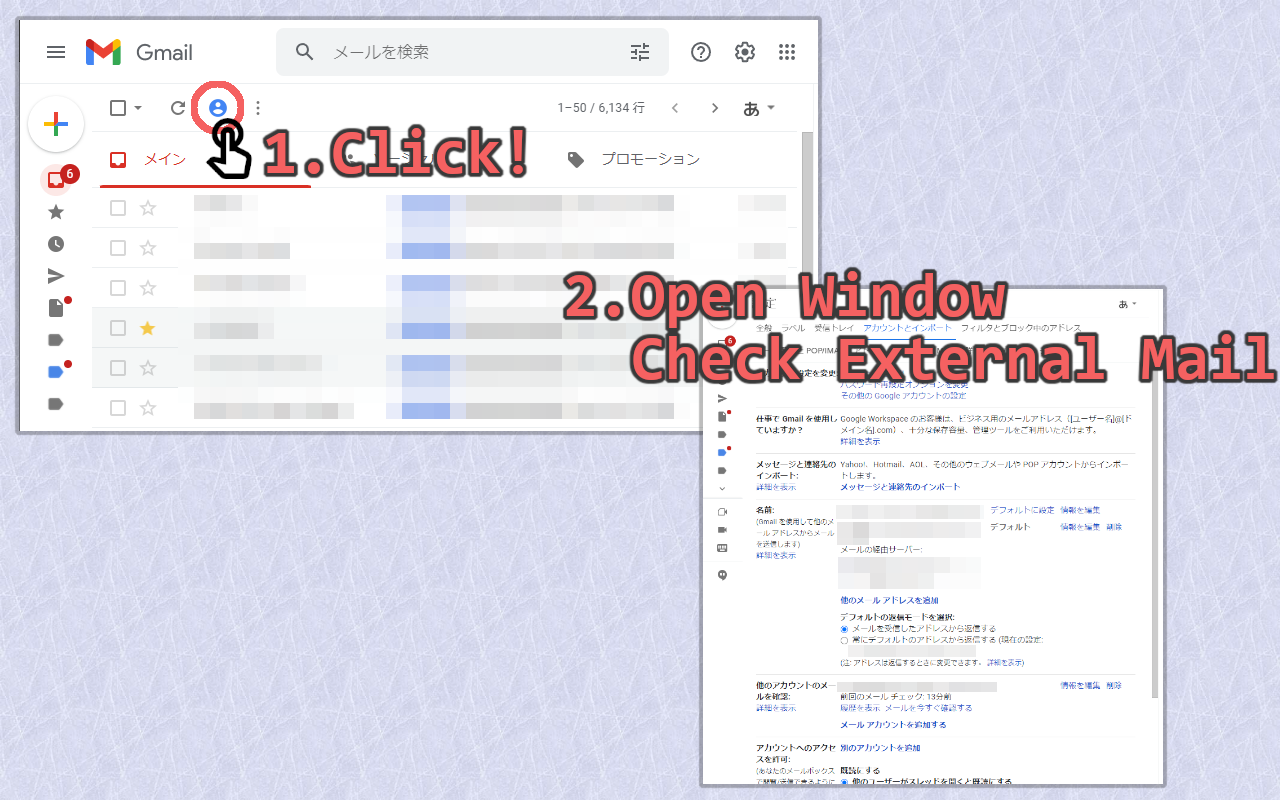 Gmail
メールを検索
1–50 / 6,134 行
あ
6
メイン
プロモーション
1.Click!
2.Open Window
Check External Mail
あ
6
全般 ラベル 受信トレイ アカウントとインポート フィルタとブロック中のアドレス
POP/IMA
設定を変更
パスワード再設定オプションを変更
その他の Google アカウントの設定
仕事で Gmail を使用し
ていますか？
Google Workspace のお客様は、ビジネス用のメールアドレス（[ユーザー名]@[ド
メイン名].com）、十分な保存容量、管理ツールをご利用いただけます。
詳細を表示
メッセージと連絡先の
インポート:
詳細を表示
Yahoo!、Hotmail、AOL、その他のウェブメールや POP アカウントからインポー
トします。
メッセージと連絡先のインポート
名前:
(Gmail を使用して他のメ
ール アドレスからメール
を送信します)
詳細を表示
デフォルトに設定 情報を編集
デフォルト 情報を編集 削除
メールの経由サーバー:
他のメール アドレスを追加
デフォルトの返信モードを選択:
メールを受信したアドレスから返信する
常にデフォルトのアドレスから返信する (現在の設定:
(注: アドレスは返信するときに変更できます。 詳細を表示)
他のアカウントのメー
ルを確認:
詳細を表示
情報を編集 削除
前回のメール チェック: 13分前
履歴を表示 メールを今すぐ確認する
メール アカウントを追加する
アカウントへのアクセ
スを許可:
(あなたのメールボックス
で閲覧/送信できるように
別のアカウントを追加
既読にする
他のユーザーがスレッドを開くと既読にする